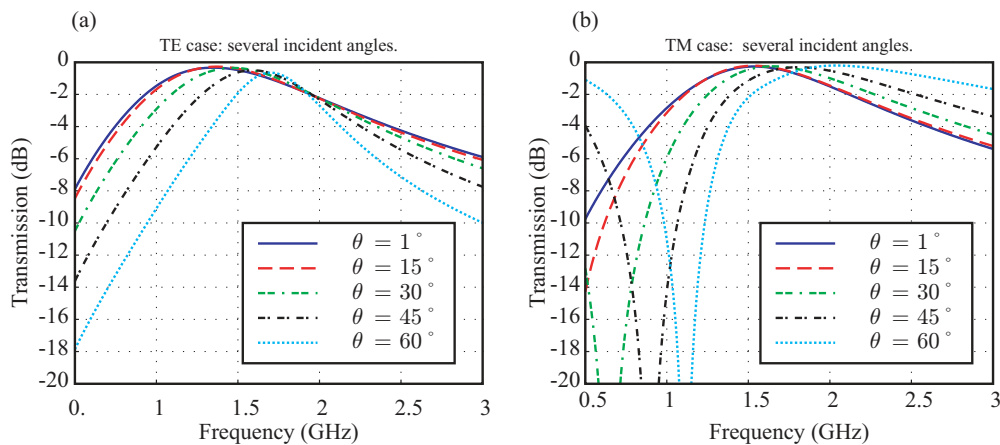 (a)
TE case: several incident angles.
0
-2
-4
-6
-8
-10
-12
-14
-16
-18
-20
Transmission (dB)
0.
1
1.5
2
2.5
3
Frequency (GHz)
θ = 1°
θ = 15°
θ = 30°
θ = 45°
θ = 60°
(b)
TM case: several incident angles.
0
-2
-4
-6
-8
-10
-12
-14
-16
-18
-20
Transmission (dB)
0.5
1
1.5
2
2.5
3
Frequency (GHz)
θ = 1°
θ = 15°
θ = 30°
θ = 45°
θ = 60°